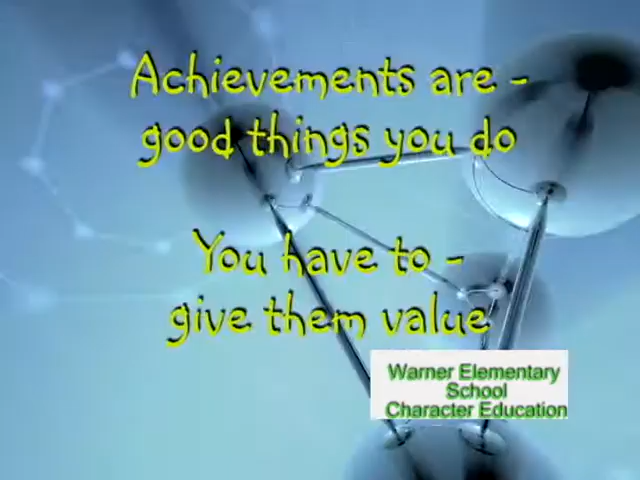 Achievements are -
good things you do
You have to -
give them value
Warner Elementary
School
Character Education